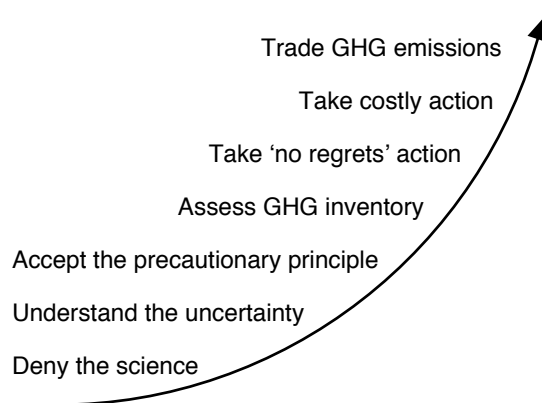 Trade GHG emissions
Take costly action
Take ‘no regrets’ action
Assess GHG inventory
Accept the precautionary principle
Understand the uncertainty
Deny the science